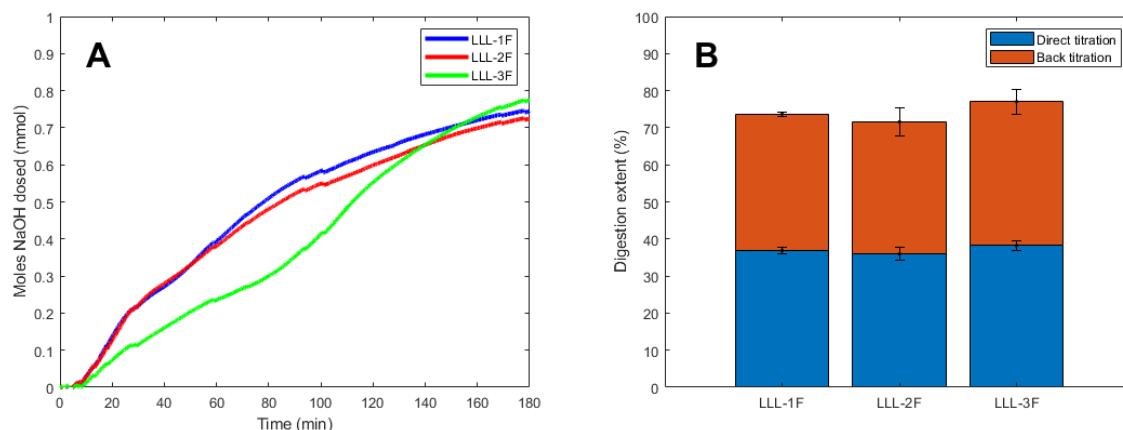 A
LLL-1F
LLL-2F
LLL-3F
Moles NaOH dosed (mmol)
1
0.9
0.8
0.7
0.6
0.5
0.4
0.3
0.2
0.1
0
0 20 40 60 80 100 120 140 160 180
Time (min)
B
Direct titration
Back titration
Digestion extent (%)
100
90
80
70
60
50
40
30
20
10
0
LLL-1F LLL-2F LLL-3F